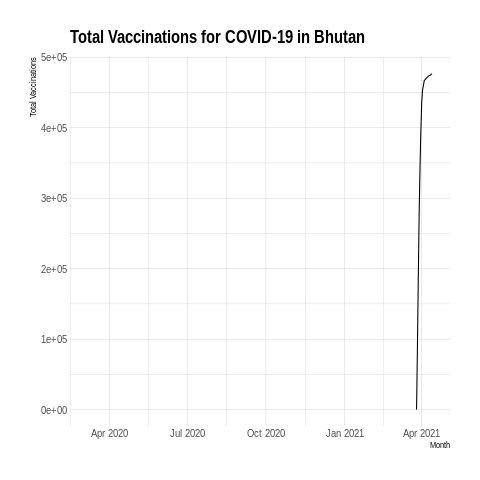 Total Vaccinations for COVID-19 in Bhutan
Total Vaccinations
5e+05
4e+05
3e+05
2e+05
1e+05
0e+00
Apr 2020 Jul 2020 Oct 2020 Jan 2021 Apr 2021
Month